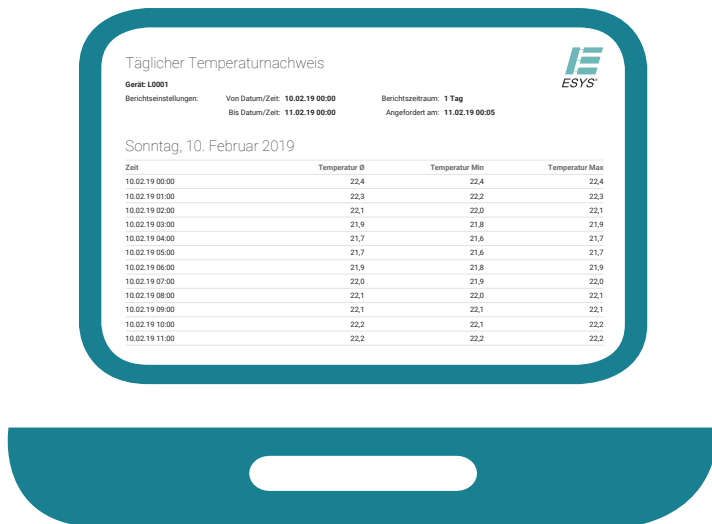 Täglicher Temperaturnachweis
ESYS®
Gerät: L0001
Berichtseinstellungen: Von Datum/Zeit: 10.02.19 00:00 Berichtszeitraum: 1 Tag
Bis Datum/Zeit: 11.02.19 00:00 Angefordert am: 11.02.19 00:05
Sonntag, 10. Februar 2019
Zeit Temperatur Ø Temperatur Min Temperatur Max
10.02.19 00:00 22,4 22,4 22,4
10.02.19 01:00 22,3 22,2 22,3
10.02.19 02:00 22,1 22,0 22,1
10.02.19 03:00 21,9 21,8 21,9
10.02.19 04:00 21,7 21,6 21,7
10.02.19 05:00 21,7 21,6 21,7
10.02.19 06:00 21,9 21,8 21,9
10.02.19 07:00 22,0 21,9 22,0
10.02.19 08:00 22,1 22,0 22,1
10.02.19 09:00 22,1 22,1 22,1
10.02.19 10:00 22,2 22,1 22,2
10.02.19 11:00 22,2 22,2 22,2